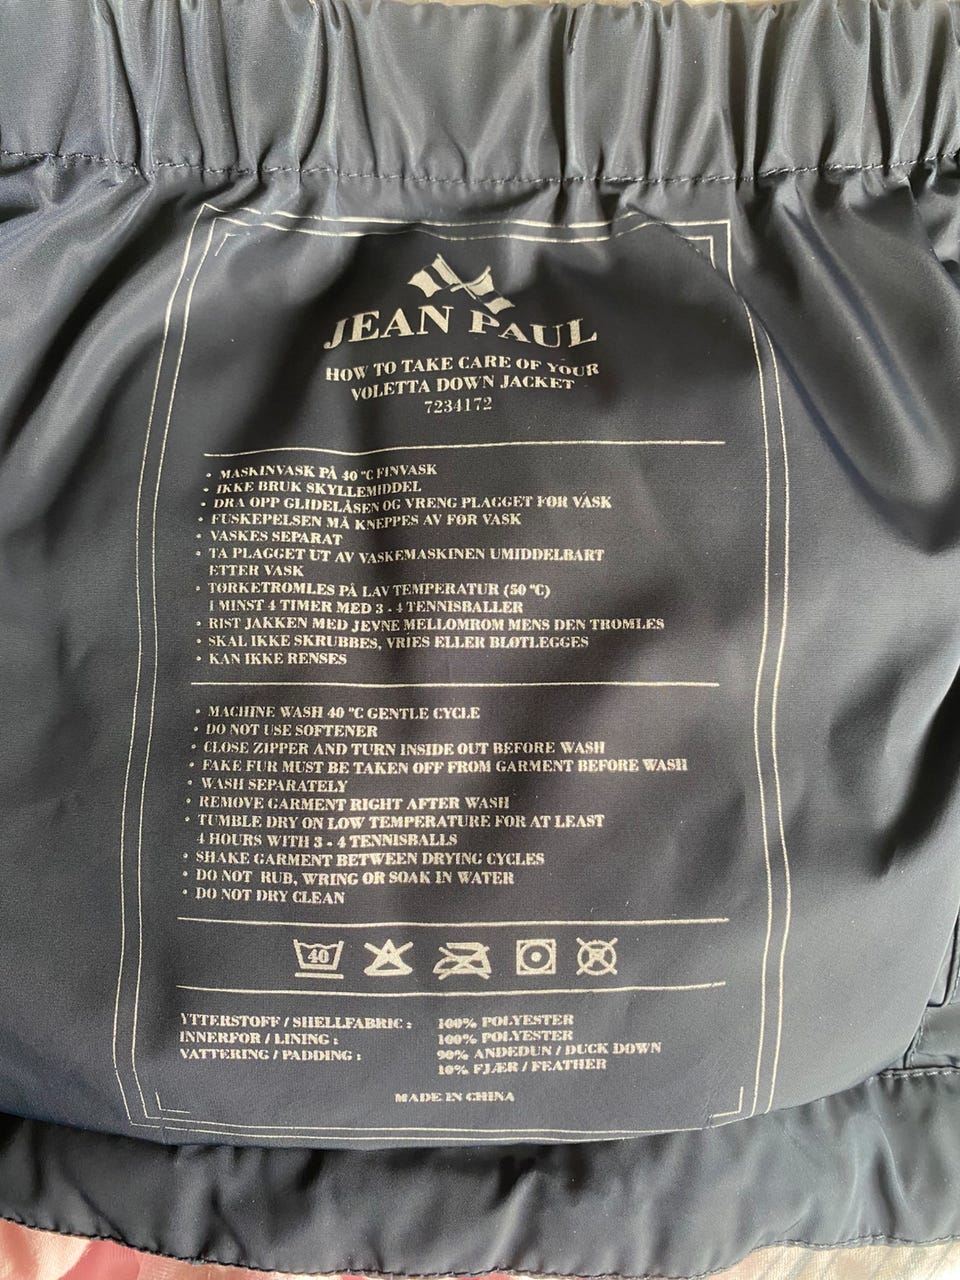 JEAN PAUL
HOW TO TAKE CARE OF YOUR
VOLETTA DOWN JACKET
7234172
• MASKINVASK PÅ 40 °C FINVASK
• IKKE BRUK SKYLLEMIDDEL
• DRA OPP GLIDELÅSEN OG VRENG PLAGGET FØR VASK
• FUSKEPELSEN MÅ KNEPPES AV FØR VASK
• VASKES SEPARAT
• TA PLAGGET UT AV VASKEMASKINEN UMIDDELBART
ETTER VASK
• TØRKETROMLES PÅ LAV TEMPERATUR (50 °C)
I MINST 4 TIMER MED 3 - 4 TENNISBALLER
• RIST JAKKEN MED JEVNE MELLOMROM MENS DEN TROMLES
• SKAL IKKE SKRUBBES, VRIES ELLER BLØTLEGGES
• KAN IKKE RENSES
• MACHINE WASH 40 °C GENTLE CYCLE
• DO NOT USE SOFTENER
• CLOSE ZIPPER AND TURN INSIDE OUT BEFORE WASH
• FAKE FUR MUST BE TAKEN OFF FROM GARMENT BEFORE WASH
• WASH SEPARATELY
• REMOVE GARMENT RIGHT AFTER WASH
• TUMBLE DRY ON LOW TEMPERATURE FOR AT LEAST
4 HOURS WITH 3 - 4 TENNISBALLS
• SHAKE GARMENT BETWEEN DRYING CYCLES
• DO NOT RUB, WRING OR SOAK IN WATER
• DO NOT DRY CLEAN
40
YTTERSTOFF / SHELLFABRIC : 100% POLYESTER
INNERFOR / LINING : 100% POLYESTER
VATTERING / PADDING : 90% ANDEDUN / DUCK DOWN
10% FJÆR / FEATHER
MADE IN CHINA